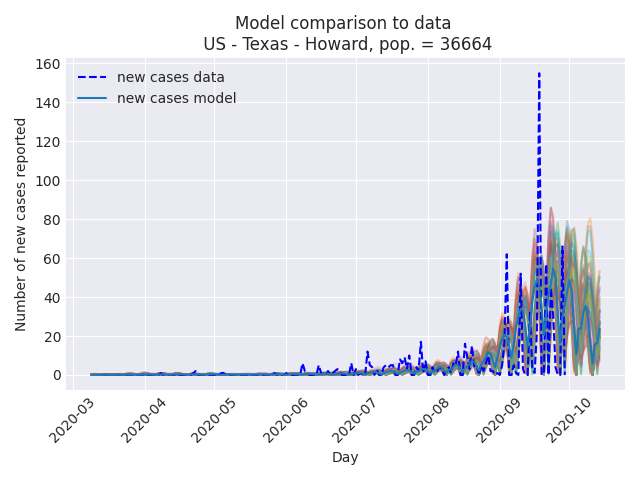 Model comparison to data
US - Texas - Howard, pop. = 36664
new cases data
new cases model
Number of new cases reported
160
140
120
100
80
60
40
20
0
2020-03
2020-04
2020-05
2020-06
2020-07
2020-08
2020-09
2020-10
Day